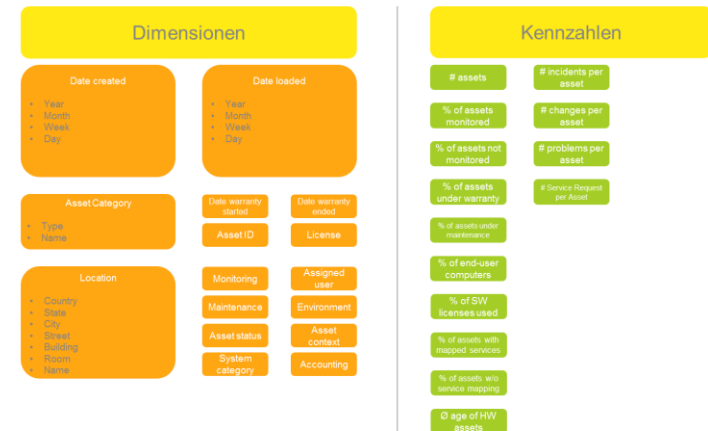 Dimensionen
Date created
• Year
• Month
• Week
• Day
Date loaded
• Year
• Month
• Week
• Day
Asset Category
• Type
• Name
Date warranty
started
Date warranty
ended
Asset ID
License
Location
• Country
• State
• City
• Street
• Building
• Room
• Name
Monitoring
Assigned
user
Maintenance
Environment
Asset status
Asset
context
System
category
Accounting
Kennzahlen
# assets
# incidents per
asset
% of assets
monitored
# changes per
asset
% of assets not
monitored
# problems per
asset
% of assets
under warranty
# Service Request
per Asset
% of assets under
maintenance
% of end-user
computers
% of SW
licenses used
% of assets with
mapped services
% of assets w/o
service mapping
Ø age of HW
assets